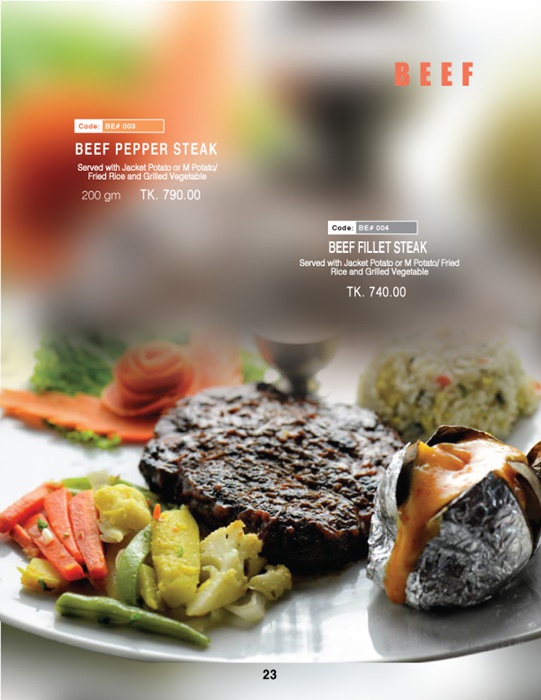 BEEF
Code: BE# 003
BEEF PEPPER STEAK
Served with Jacket Potato or M Potato/
Fried Rice and Grilled Vegetable
200 gm TK. 790.00
Code: BE# 004
BEEF FILLET STEAK
Served with Jacket Potato or M Potato/ Fried
Rice and Grilled Vegetable
TK. 740.00
23